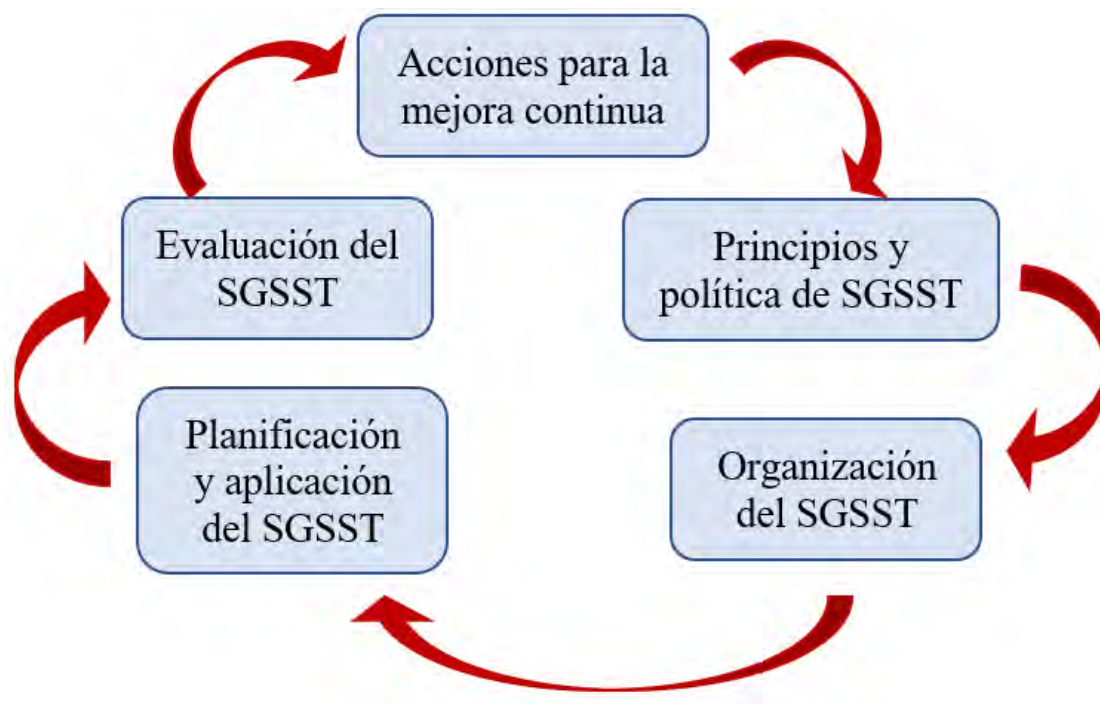 Acciones para la
mejora continua
Principios y
política de SGSST
Organización
del SGSST
Planificación
y aplicación
del SGSST
Evaluación del
SGSST